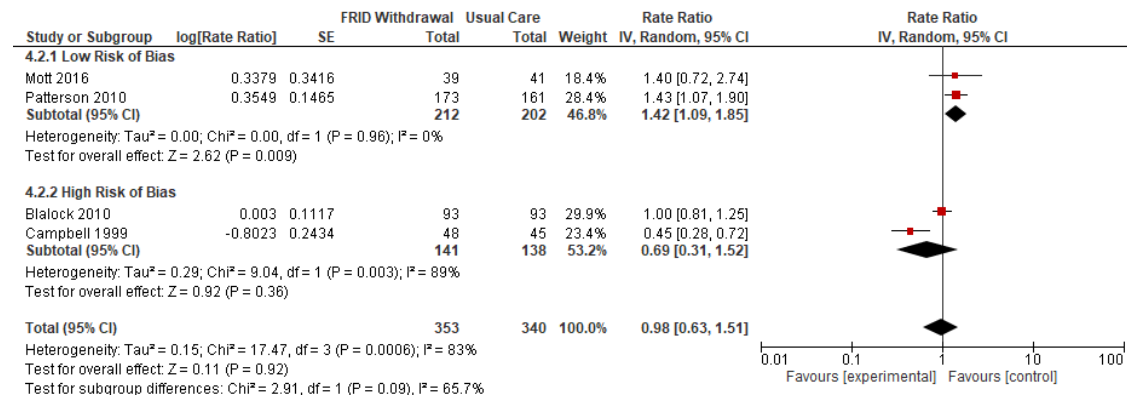 FRID Withdrawal Usual Care Rate Ratio Rate Ratio
Study or Subgroup log[Rate Ratio] SE Total Total Weight IV, Random, 95% CI IV, Random, 95% CI
4.2.1 Low Risk of Bias
Mott 2016 0.3379 0.3416 39 41 18.4% 1.40 [0.72, 2.74]
Patterson 2010 0.3549 0.1465 173 161 28.4% 1.43 [1.07, 1.90]
Subtotal (95% CI) 212 202 46.8% 1.42 [1.09, 1.85]
Heterogeneity: Tau² = 0.00; Chi² = 0.00, df = 1 (P = 0.96); I² = 0%
Test for overall effect: Z = 2.62 (P = 0.009)
4.2.2 High Risk of Bias
Blalock 2010 0.003 0.1117 93 93 29.9% 1.00 [0.81, 1.25]
Campbell 1999 -0.8023 0.2434 48 45 23.4% 0.45 [0.28, 0.72]
Subtotal (95% CI) 141 138 53.2% 0.69 [0.31, 1.52]
Heterogeneity: Tau² = 0.29; Chi² = 9.04, df = 1 (P = 0.003); I² = 89%
Test for overall effect: Z = 0.92 (P = 0.36)
Total (95% CI) 353 340 100.0% 0.98 [0.63, 1.51]
Heterogeneity: Tau² = 0.15; Chi² = 17.47, df = 3 (P = 0.0006); I² = 83%
Test for overall effect: Z = 0.11 (P = 0.92)
Test for subgroup differences: Chi² = 2.91, df = 1 (P = 0.09), I² = 65.7%
0.01 0.1 1 10 100
Favours [experimental] Favours [control]